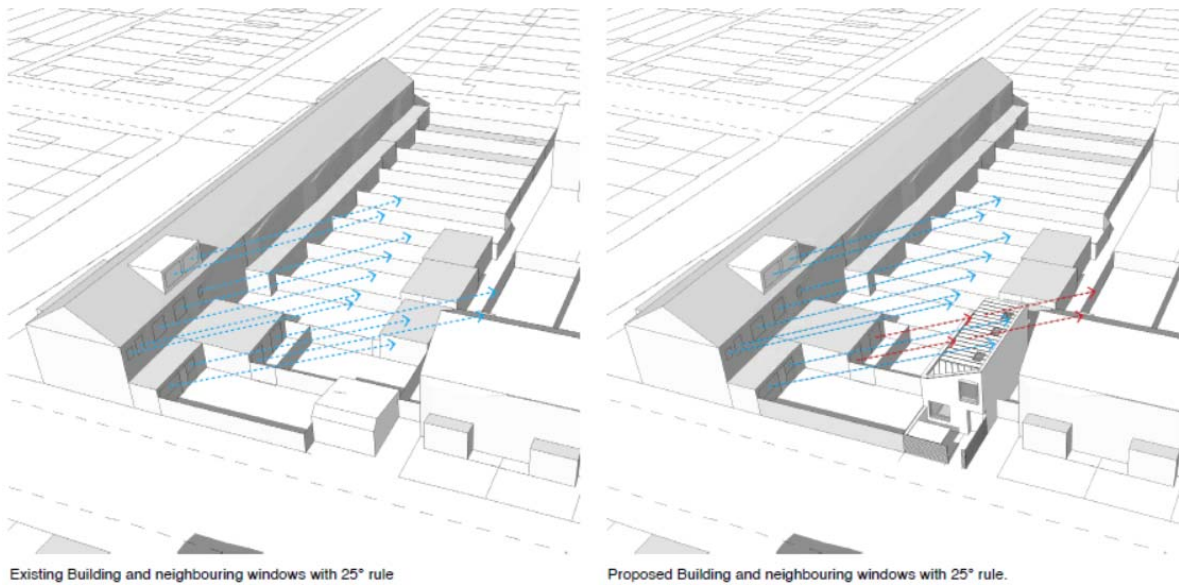 Existing Building and neighbouring windows with 25° rule
Proposed Building and neighbouring windows with 25° rule.